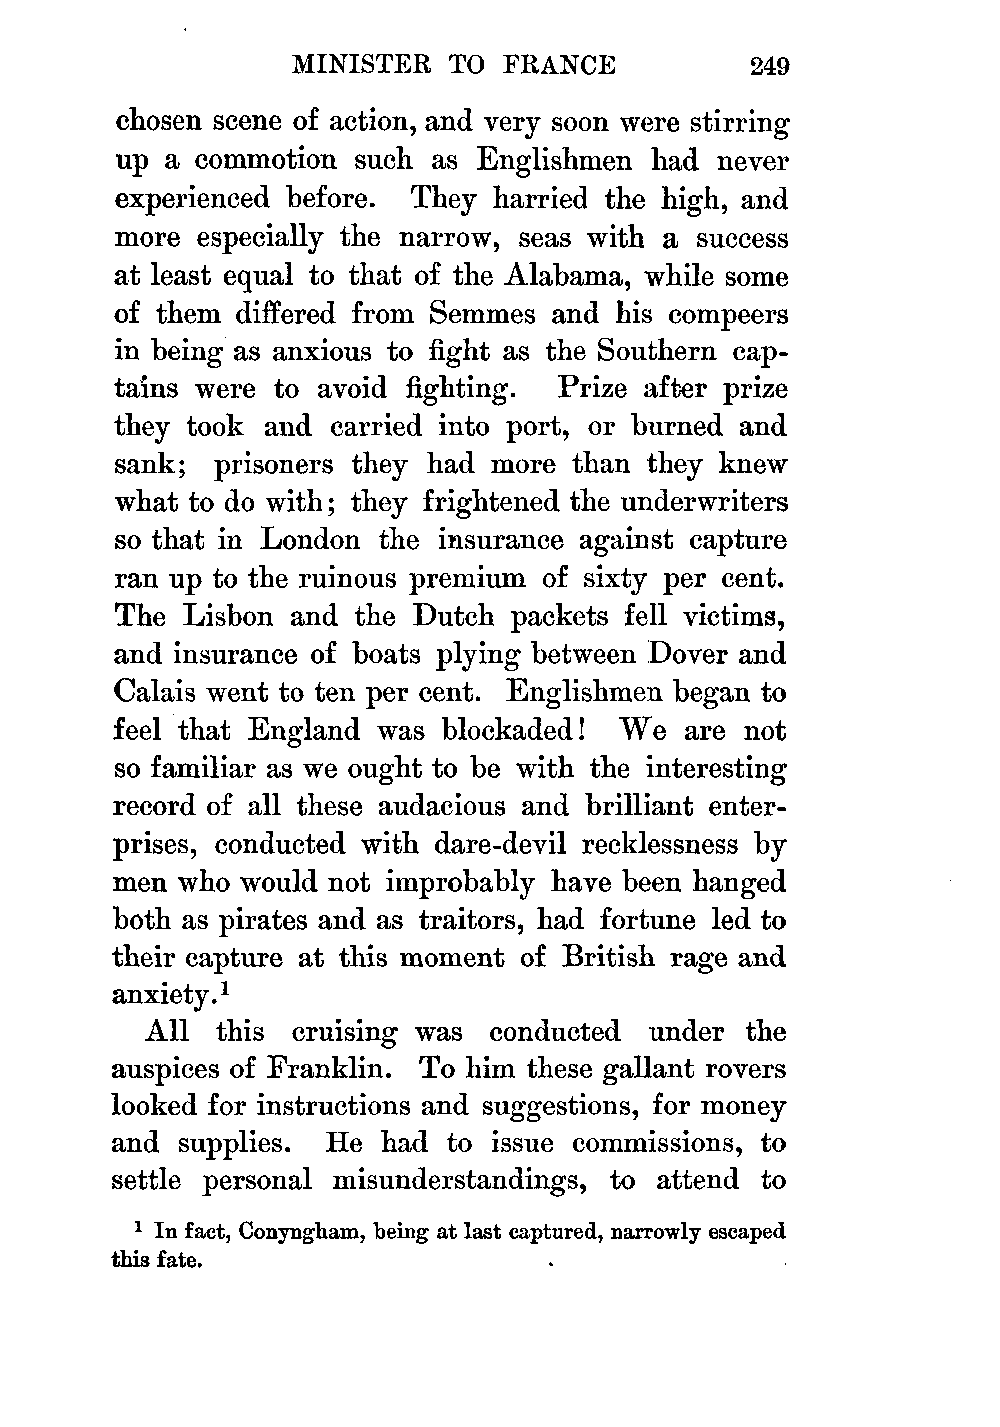 MINISTER TO FRANCE 249
chosen scene of action, and very soon were stirring
up a commotion such as Englishmen had never
experienced before. They harried the high, and
more especially the narrow, seas with a success
at least equal to that of the Alabama, while some
of them differed from Semmes and his compeers
in being as anxious to fight as the Southern cap-
tains were to avoid fighting. Prize after prize
they took and carried into port, or burned and
sank; prisoners they had more than they knew
what to do with; they frightened the underwriters
so that in London the insurance against capture
ran up to the ruinous premium of sixty per cent.
The Lisbon and the Dutch packets fell victims,
and insurance of boats plying between Dover and
Calais went to ten per cent. Englishmen began to
feel that England was blockaded! We are not
so familiar as we ought to be with the interesting
record of all these audacious and brilliant enter-
prises, conducted with dare-devil recklessness by
men who would not improbably have been hanged
both as pirates and as traitors, had fortune led to
their capture at this moment of British rage and
anxiety.¹
All this cruising was conducted under the
auspices of Franklin. To him these gallant rovers
looked for instructions and suggestions, for money
and supplies. He had to issue commissions, to
settle personal misunderstandings, to attend to
¹ In fact, Conyngham, being at last captured, narrowly escaped
this fate.